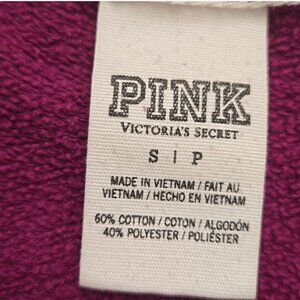 PINK
VICTORIA'S SECRET
S | P
MADE IN VIETNAM / FAIT AU
VIETNAM / HECHO EN VIETNAM
60% COTTON / COTON / ALGODÓN
40% POLYESTER / POLIÉSTER